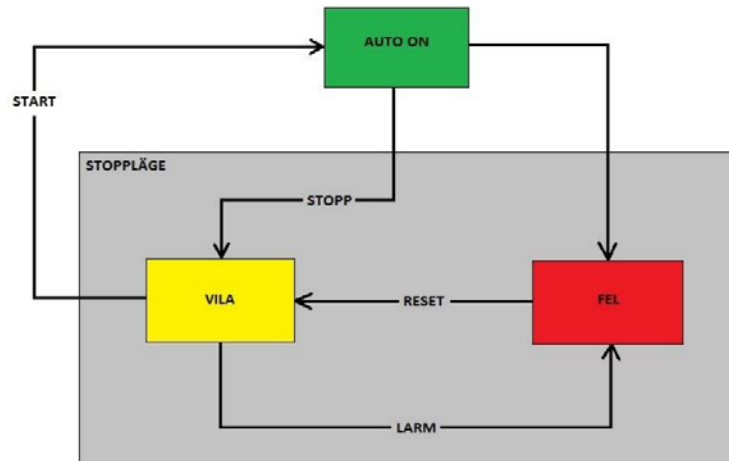 AUTO ON
START
STOPPLÄGE
STOPP
VILA
RESET
FEL
LARM